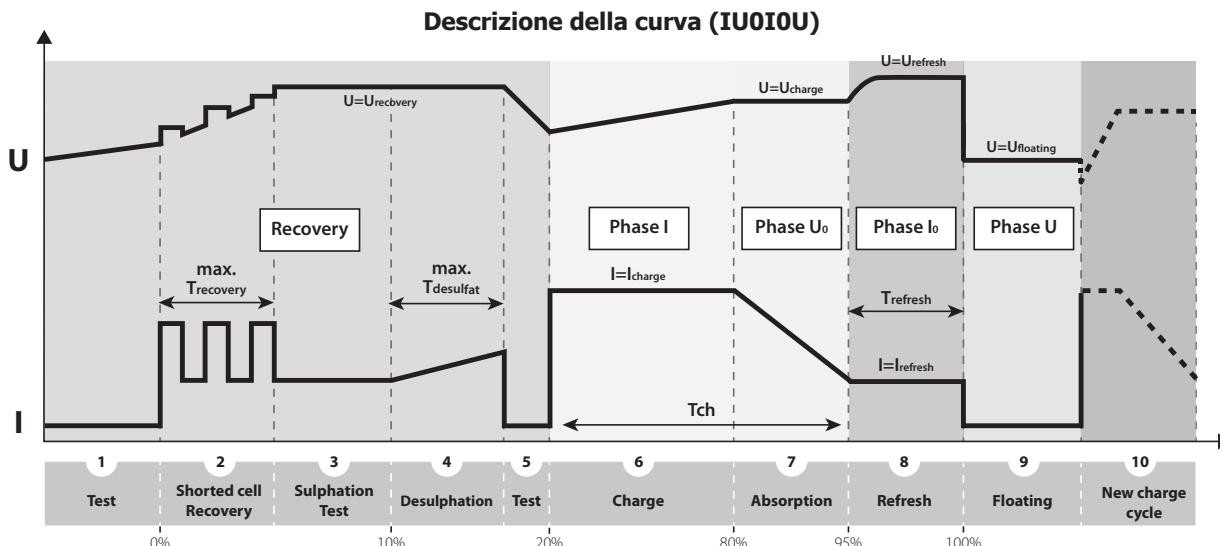 Descrizione della curva (IU0I0U)
U=Urefresh
U=Urecovery
U=Ucharge
U=Ufloating
U
Recovery
Phase I
Phase U0
Phase I0
Phase U
max.
Trecovery
max.
Tdesulfat
I=Icharge
Trefresh
I=Irefresh
Tch
I
1
2
3
4
5
6
7
8
9
10
Test
Shorted cell
Recovery
Sulphation
Test
Desulphation
Test
Charge
Absorption
Refresh
Floating
New charge
cycle
0%
10%
20%
80%
95%
100%